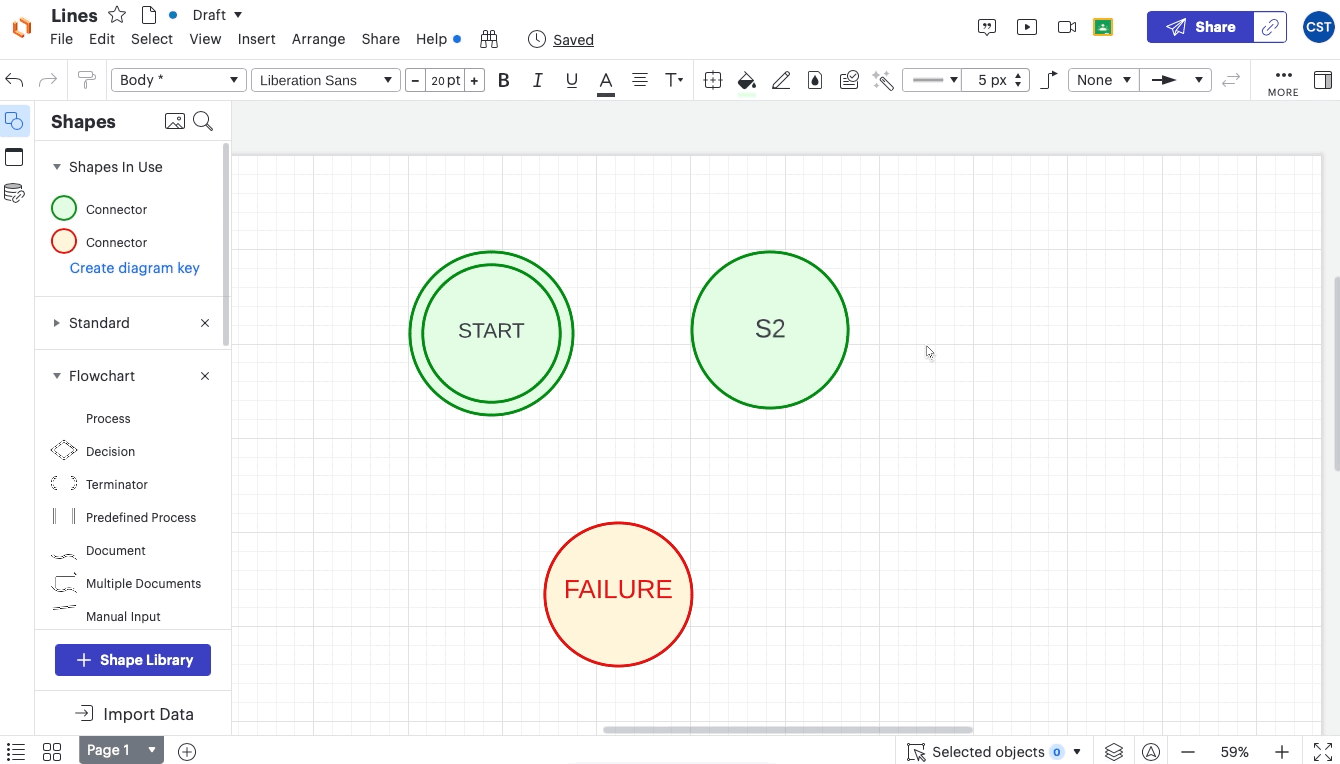 Lines
Draft
File Edit Select View Insert Arrange Share Help
Saved
Share
CST
Body *
Liberation Sans
20 pt
B I U A T
5 px
None
MORE
Shapes
Shapes In Use
Connector
Connector
Create diagram key
Standard
Flowchart
Process
Decision
Terminator
Predefined Process
Document
Multiple Documents
Manual Input
Shape Library
Import Data
START
S2
FAILURE
Page 1
Selected objects 0
59%